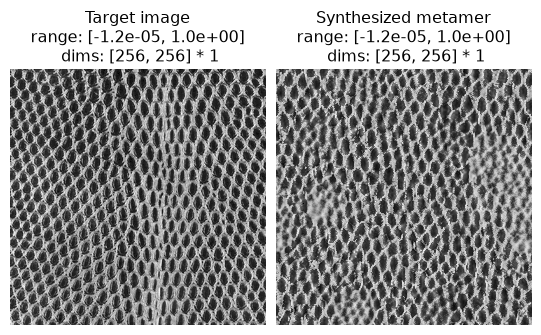 Target image
range: [-1.2e-05, 1.0e+00]
dims: [256, 256] * 1
Synthesized metamer
range: [-1.2e-05, 1.0e+00]
dims: [256, 256] * 1